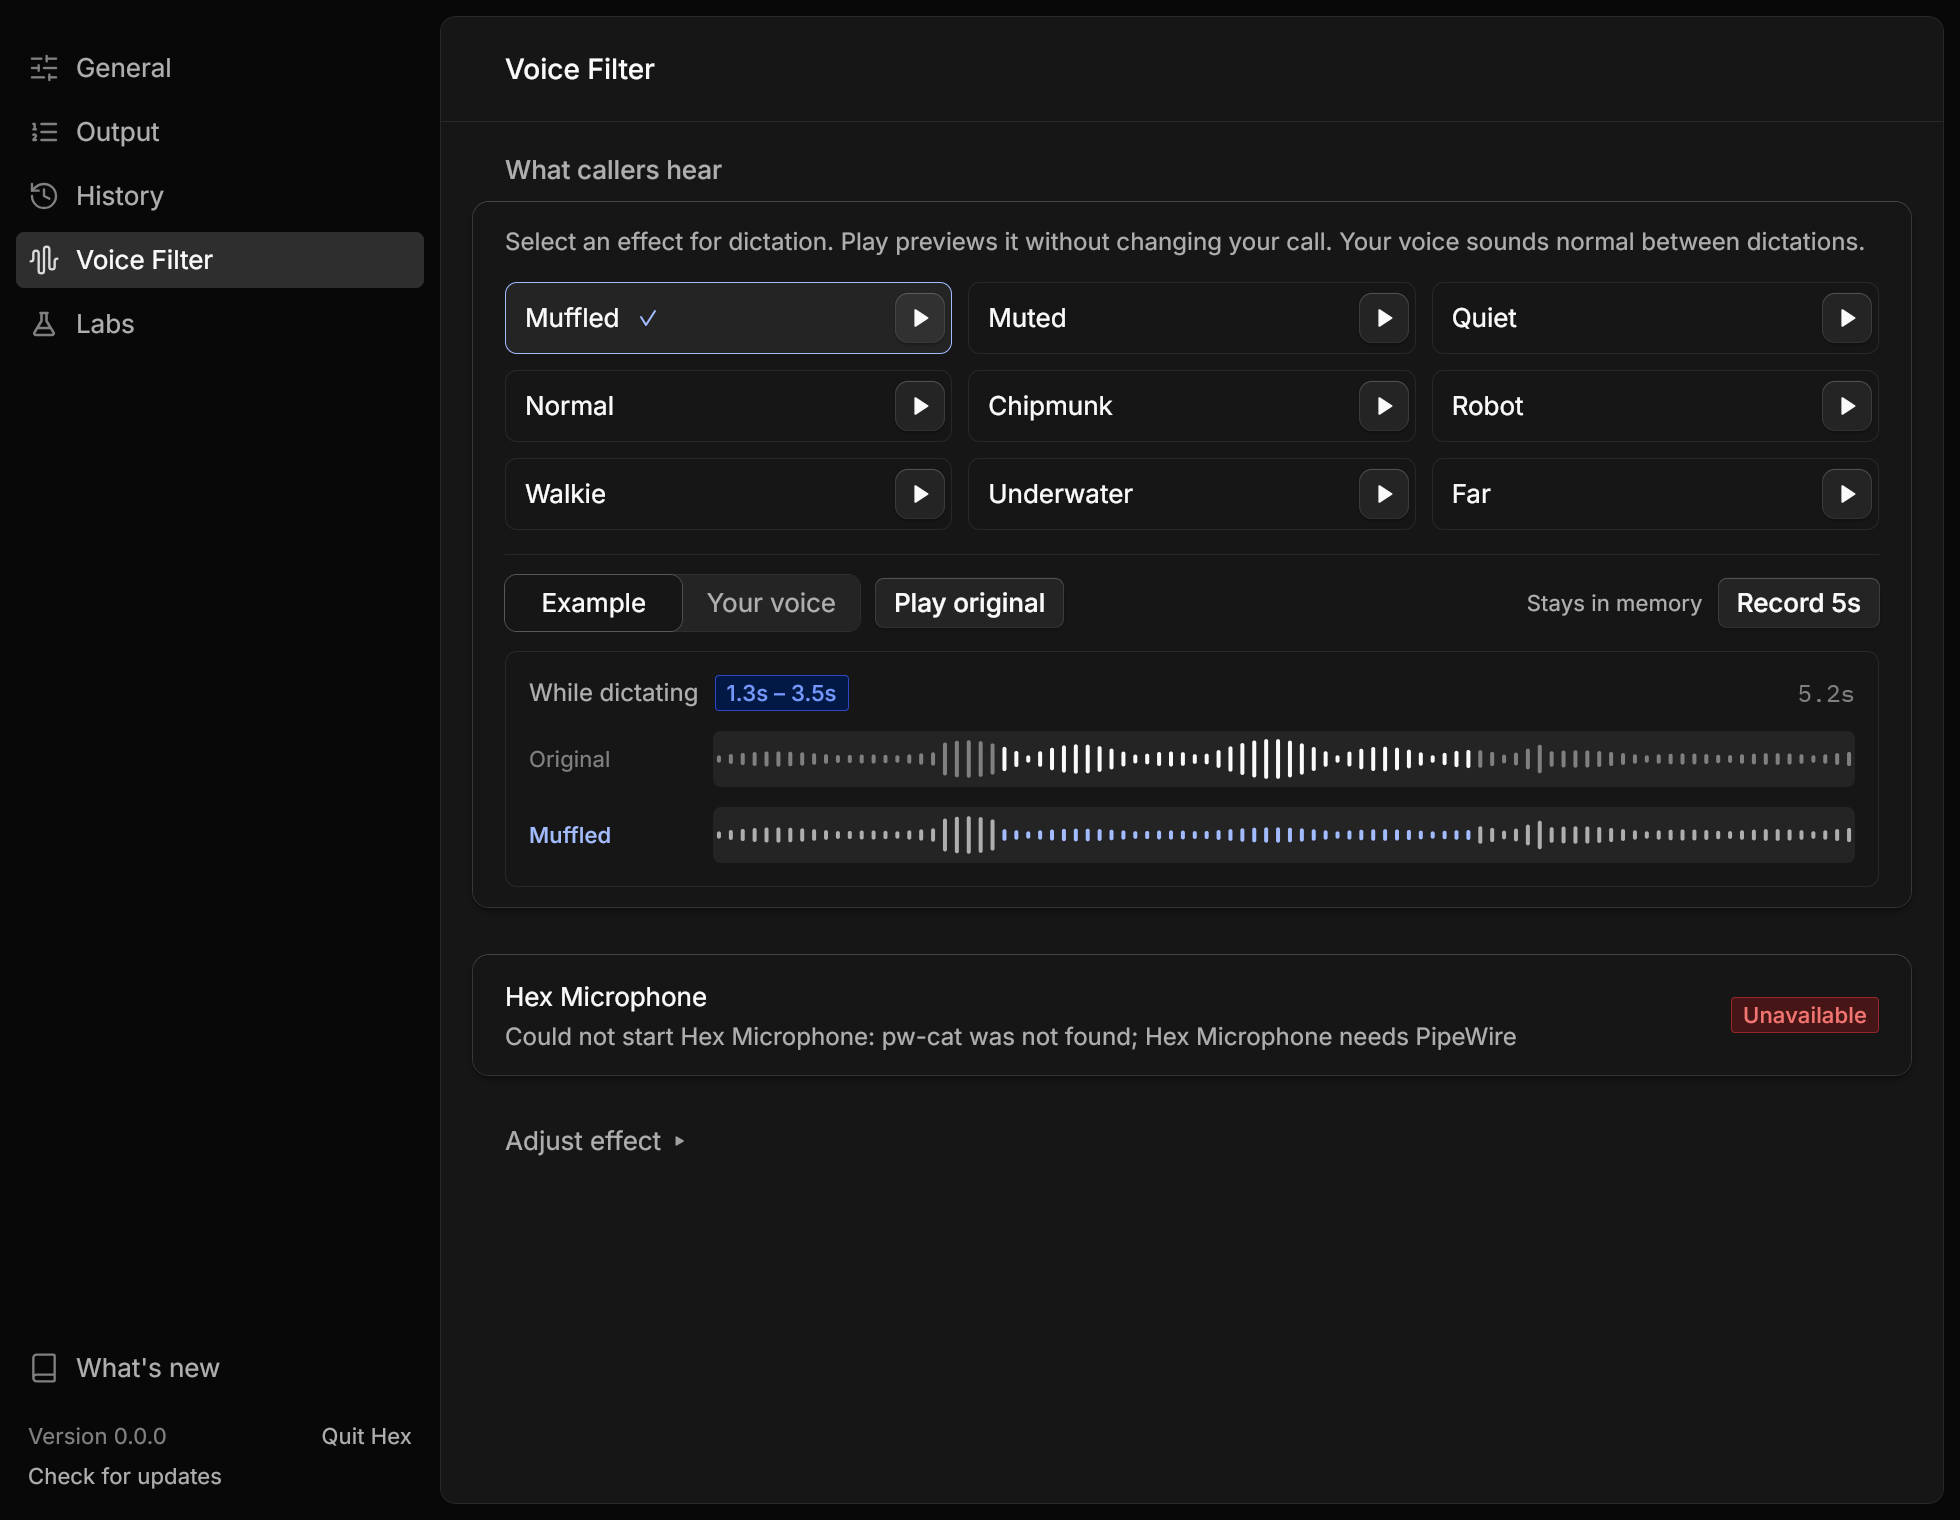 General
Output
History
Voice Filter
Labs
What's new
Version 0.0.0
Quit Hex
Check for updates
Voice Filter
What callers hear
Select an effect for dictation. Play previews it without changing your call. Your voice sounds normal between dictations.
Muffled
Muted
Quiet
Normal
Chipmunk
Robot
Walkie
Underwater
Far
Example
Your voice
Play original
Stays in memory
Record 5s
While dictating
1.3s – 3.5s
5.2s
Original
Muffled
Hex Microphone
Could not start Hex Microphone: pw-cat was not found; Hex Microphone needs PipeWire
Unavailable
Adjust effect